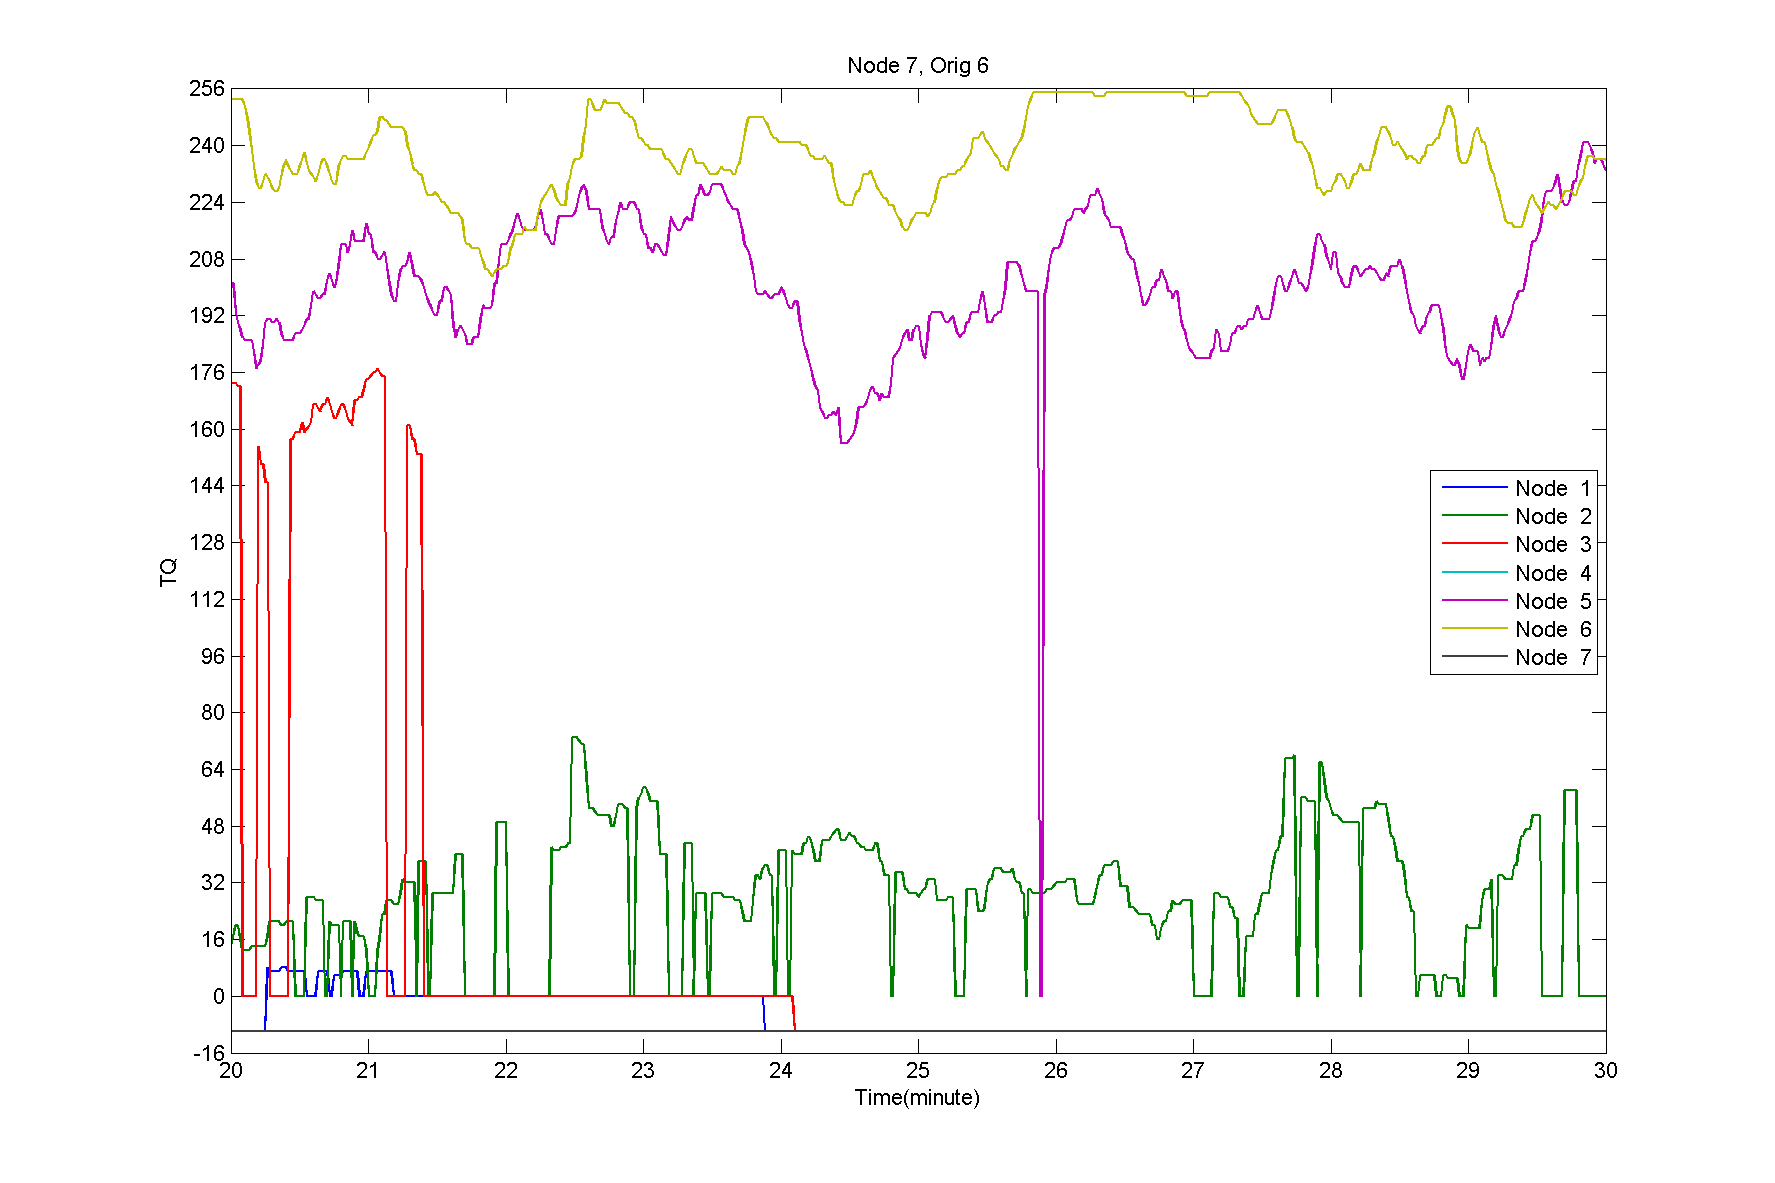 Node 7, Orig 6
256
240
224
208
192
176
160
144
128
112
96
80
64
48
32
16
0
-16
TQ
Node 1
Node 2
Node 3
Node 4
Node 5
Node 6
Node 7
20 21 22 23 24 25 26 27 28 29 30
Time(minute)